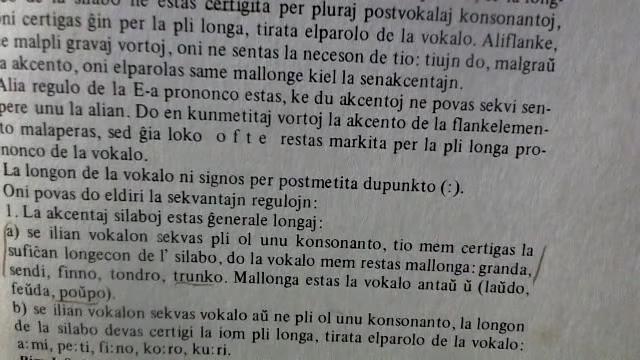 de la silabo ne estas certigita per pluraj postvokalaj konsonantoj,
oni certigas ĝin per la pli longa, tirata elparolo de la vokalo. Aliflanke,
e malpli gravaj vortoj, oni ne sentas la neceson de tio: tiujn do, malgraŭ
a akcento, oni elparolas same mallonge kiel la senakcentajn.
Alia regulo de la E-a prononco estas, ke du akcentoj ne povas sekvi sen-
pere unu la alian. Do en kunmetitaj vortoj la akcento de la flankelemen-
to malaperas, sed ĝia loko o f t e restas markita per la pli longa pro-
nonco de la vokalo.
La longon de la vokalo ni signos per postmetita dupunkto (:).
Oni povas do eldiri la sekvantajn regulojn:
1. La akcentaj silaboj estas ĝenerale longaj:
a) se ilian vokalon sekvas pli ol unu konsonanto, tio mem certigas la
sufiĉan longecon de l' silabo, do la vokalo mem restas mallonga: granda,
sendi, finno, tondro, trunko. Mallonga estas la vokalo antaŭ ŭ (laŭdo,
feŭda, poŭpo).
b) se ilian vokalon sekvas vokalo aŭ ne pli ol unu konsonanto, la longon
de la silabo devas certigi la iom pli longa, tirata elparolo de la vokalo:
a:mi, pe:ti, fi:no, ko:ro, ku:ri.